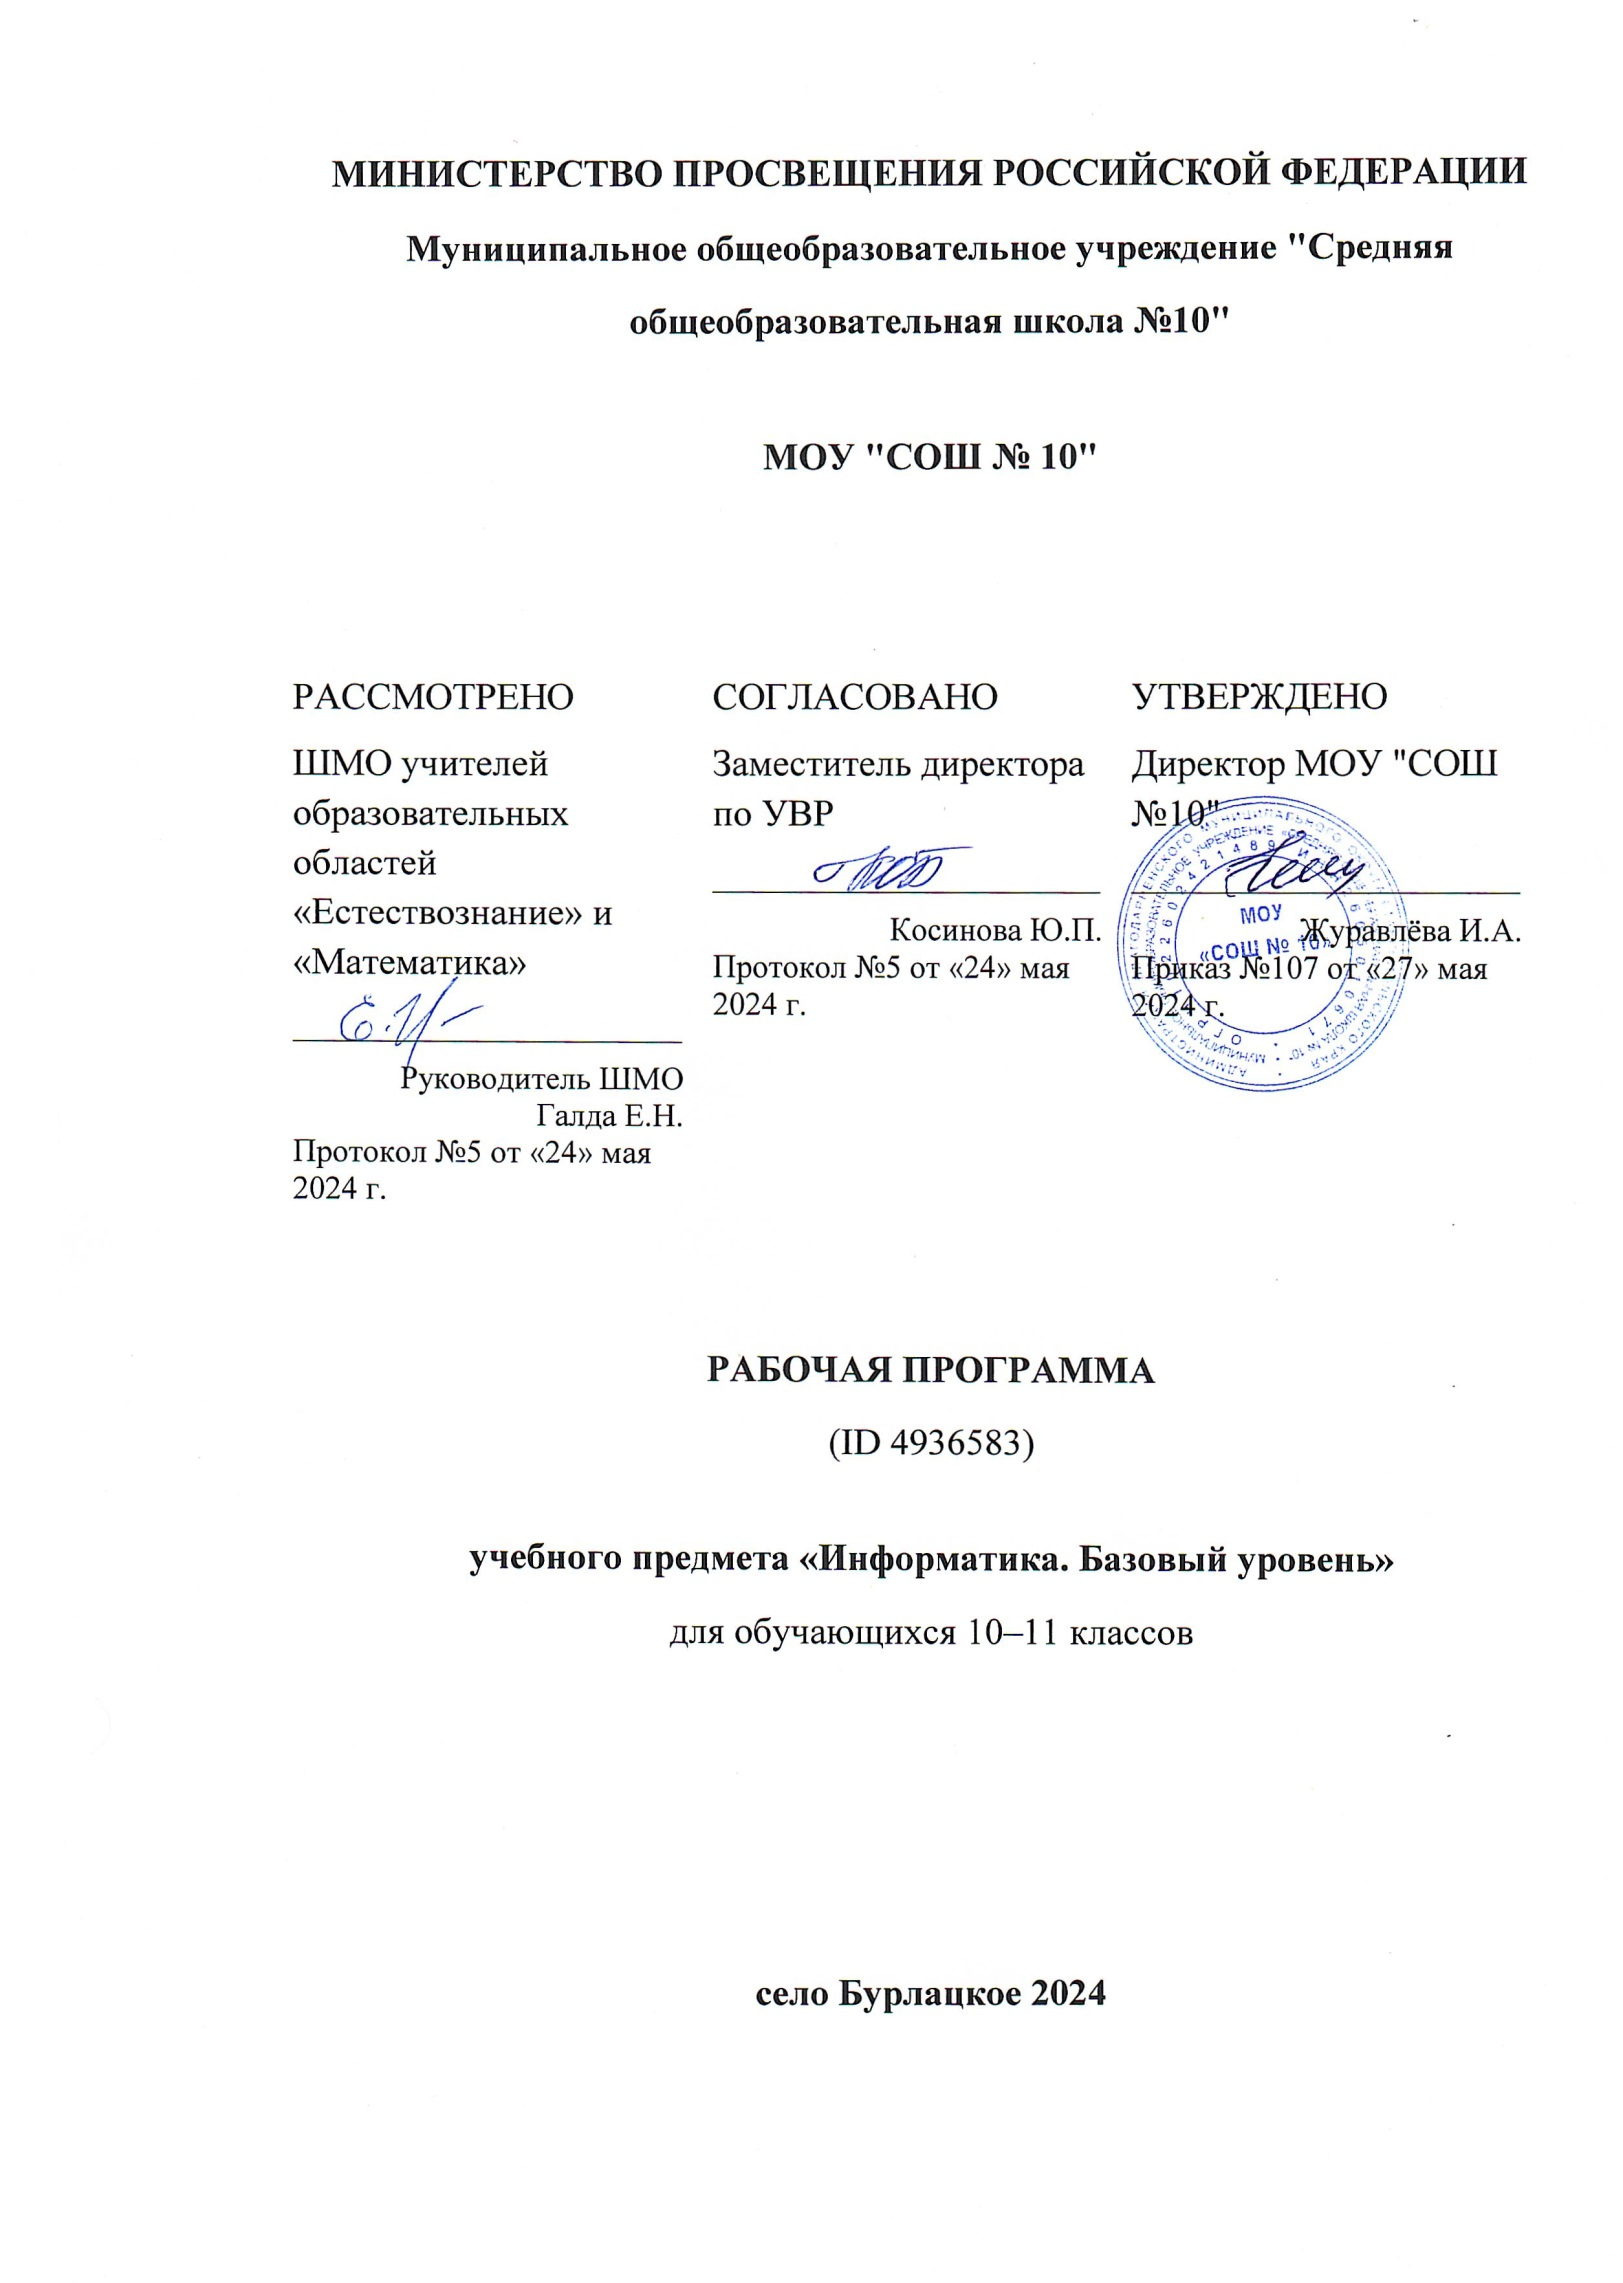 МИНИСТЕРСТВО ПРОСВЕЩЕНИЯ РОССИЙСКОЙ ФЕДЕРАЦИИ
Муниципальное общеобразовательное учреждение "Средняя
общеобразовательная школа №10"
МОУ "СОШ № 10"
РАССМОТРЕНО
ШМО учителей
образовательных
областей
«Естествознание» и
«Математика»
Руководитель ШМО
Галда Е.Н.
Протокол №5 от «24» мая
2024 г.
СОГЛАСОВАНО
Заместитель директора
по УВР
Косинова Ю.П.
Протокол №5 от «24» мая
2024 г.
УТВЕРЖДЕНО
Директор МОУ "СОШ
№10"
Журавлёва И.А.
Приказ №107 от «27» мая
2024 г.
МОУ
«СОШ № 10»
РАБОЧАЯ ПРОГРАММА
(ID 4936583)
учебного предмета «Информатика. Базовый уровень»
для обучающихся 10–11 классов
село Бурлацкое 2024